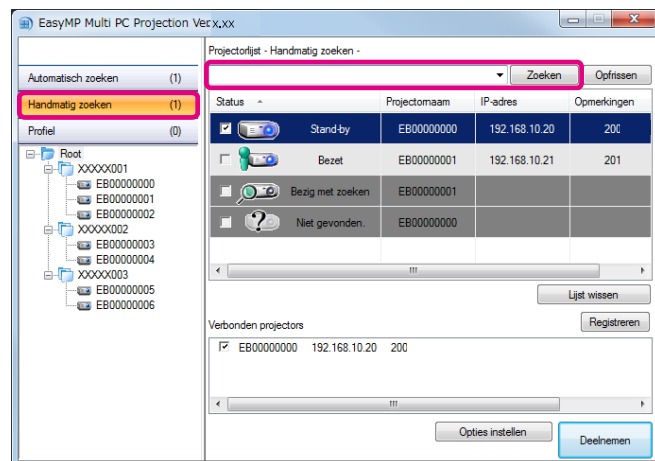 EasyMP Multi PC Projection Ver.x.xx
Projectorlijst - Handmatig zoeken -
Automatisch zoeken (1)
Zoeken Opfrissen
Handmatig zoeken (1)
Status Projectornaam IP-adres Opmerkingen
Profiel (0)
Stand-by EB00000000 192.168.10.20 200
Root
XXXXX001
Bezet EB00000001 192.168.10.21 201
EB00000000
EB00000001
Bezig met zoeken EB00000001
EB00000002
XXXXX002
Niet gevonden. EB00000000
EB00000003
EB00000004
XXXXX003
EB00000005
EB00000006
Lijst wissen
Verbonden projectors
Registreren
EB00000000 192.168.10.20 200
Opties instellen
Deelnemen